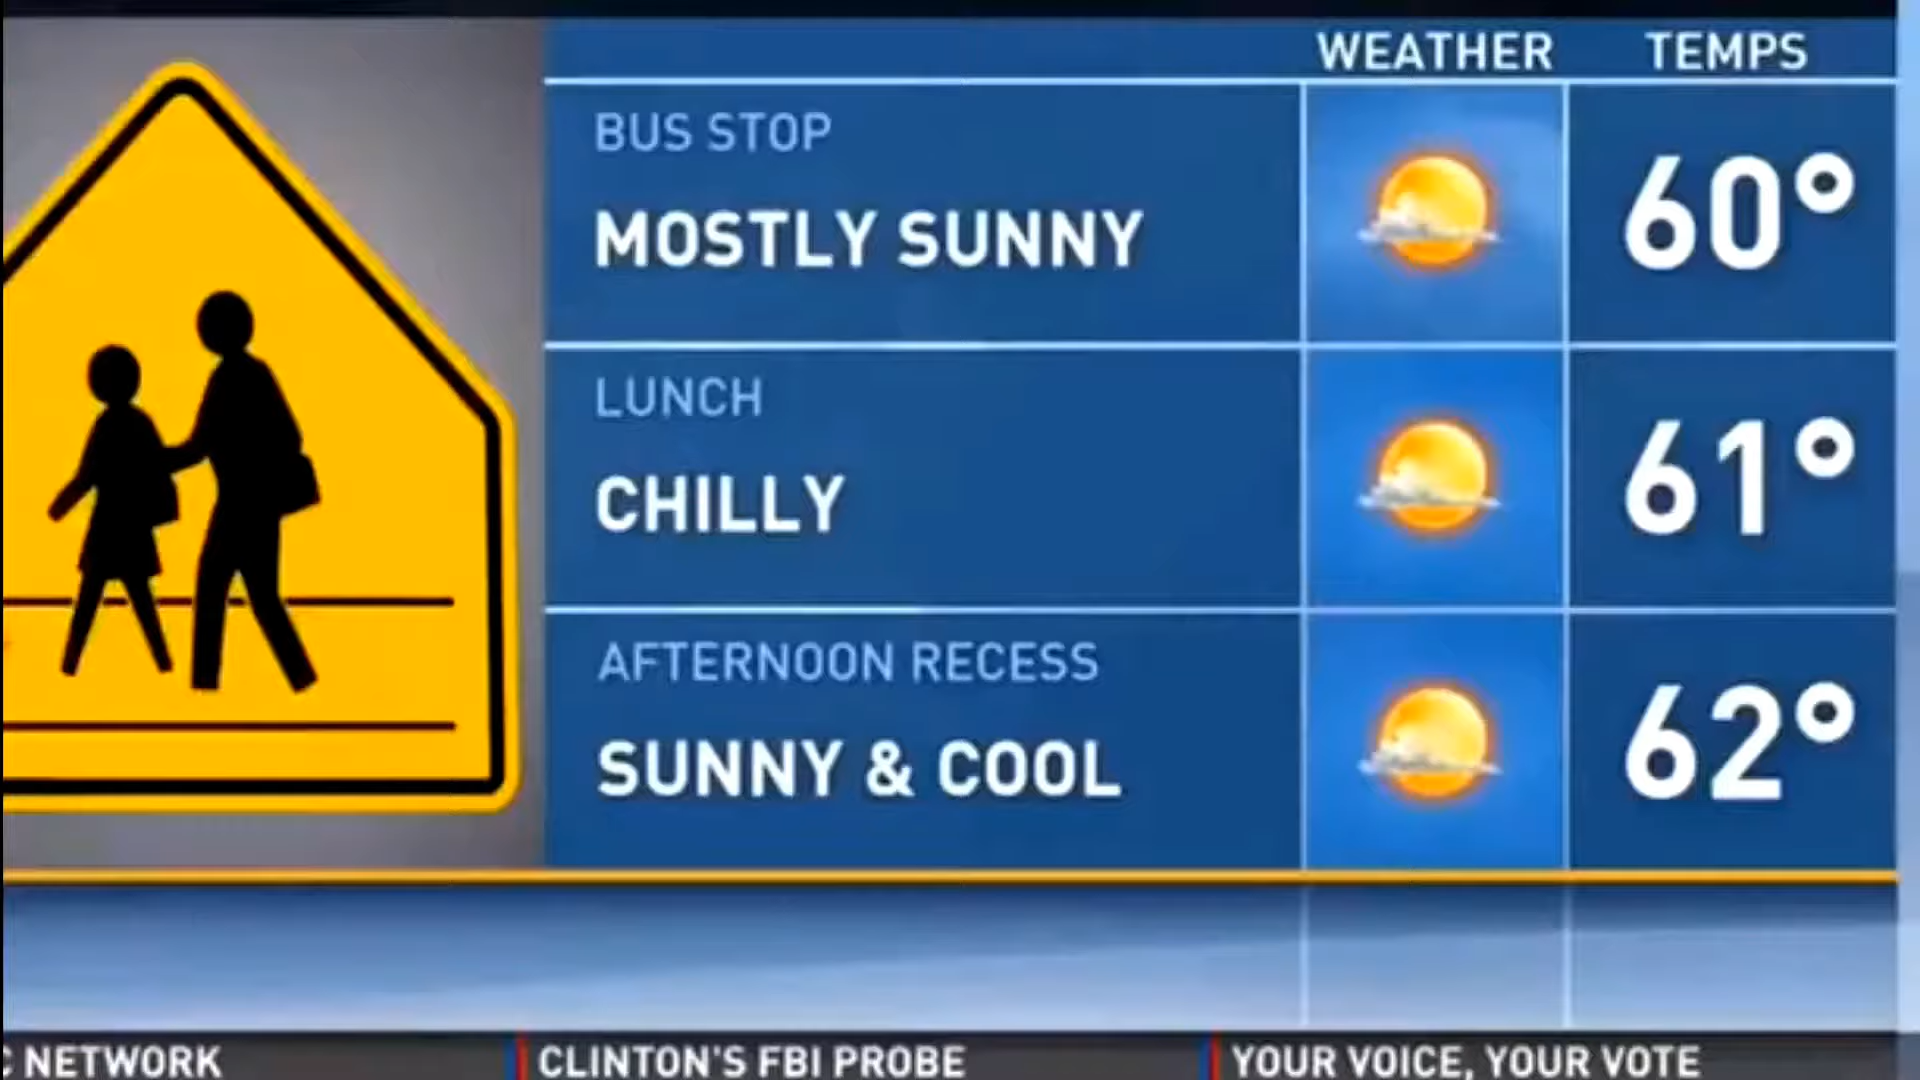 WEATHER TEMPS
BUS STOP
MOSTLY SUNNY
60°
LUNCH
CHILLY
61°
AFTERNOON RECESS
SUNNY & COOL
62°
NETWORK CLINTON'S FBI PROBE YOUR VOICE, YOUR VOTE